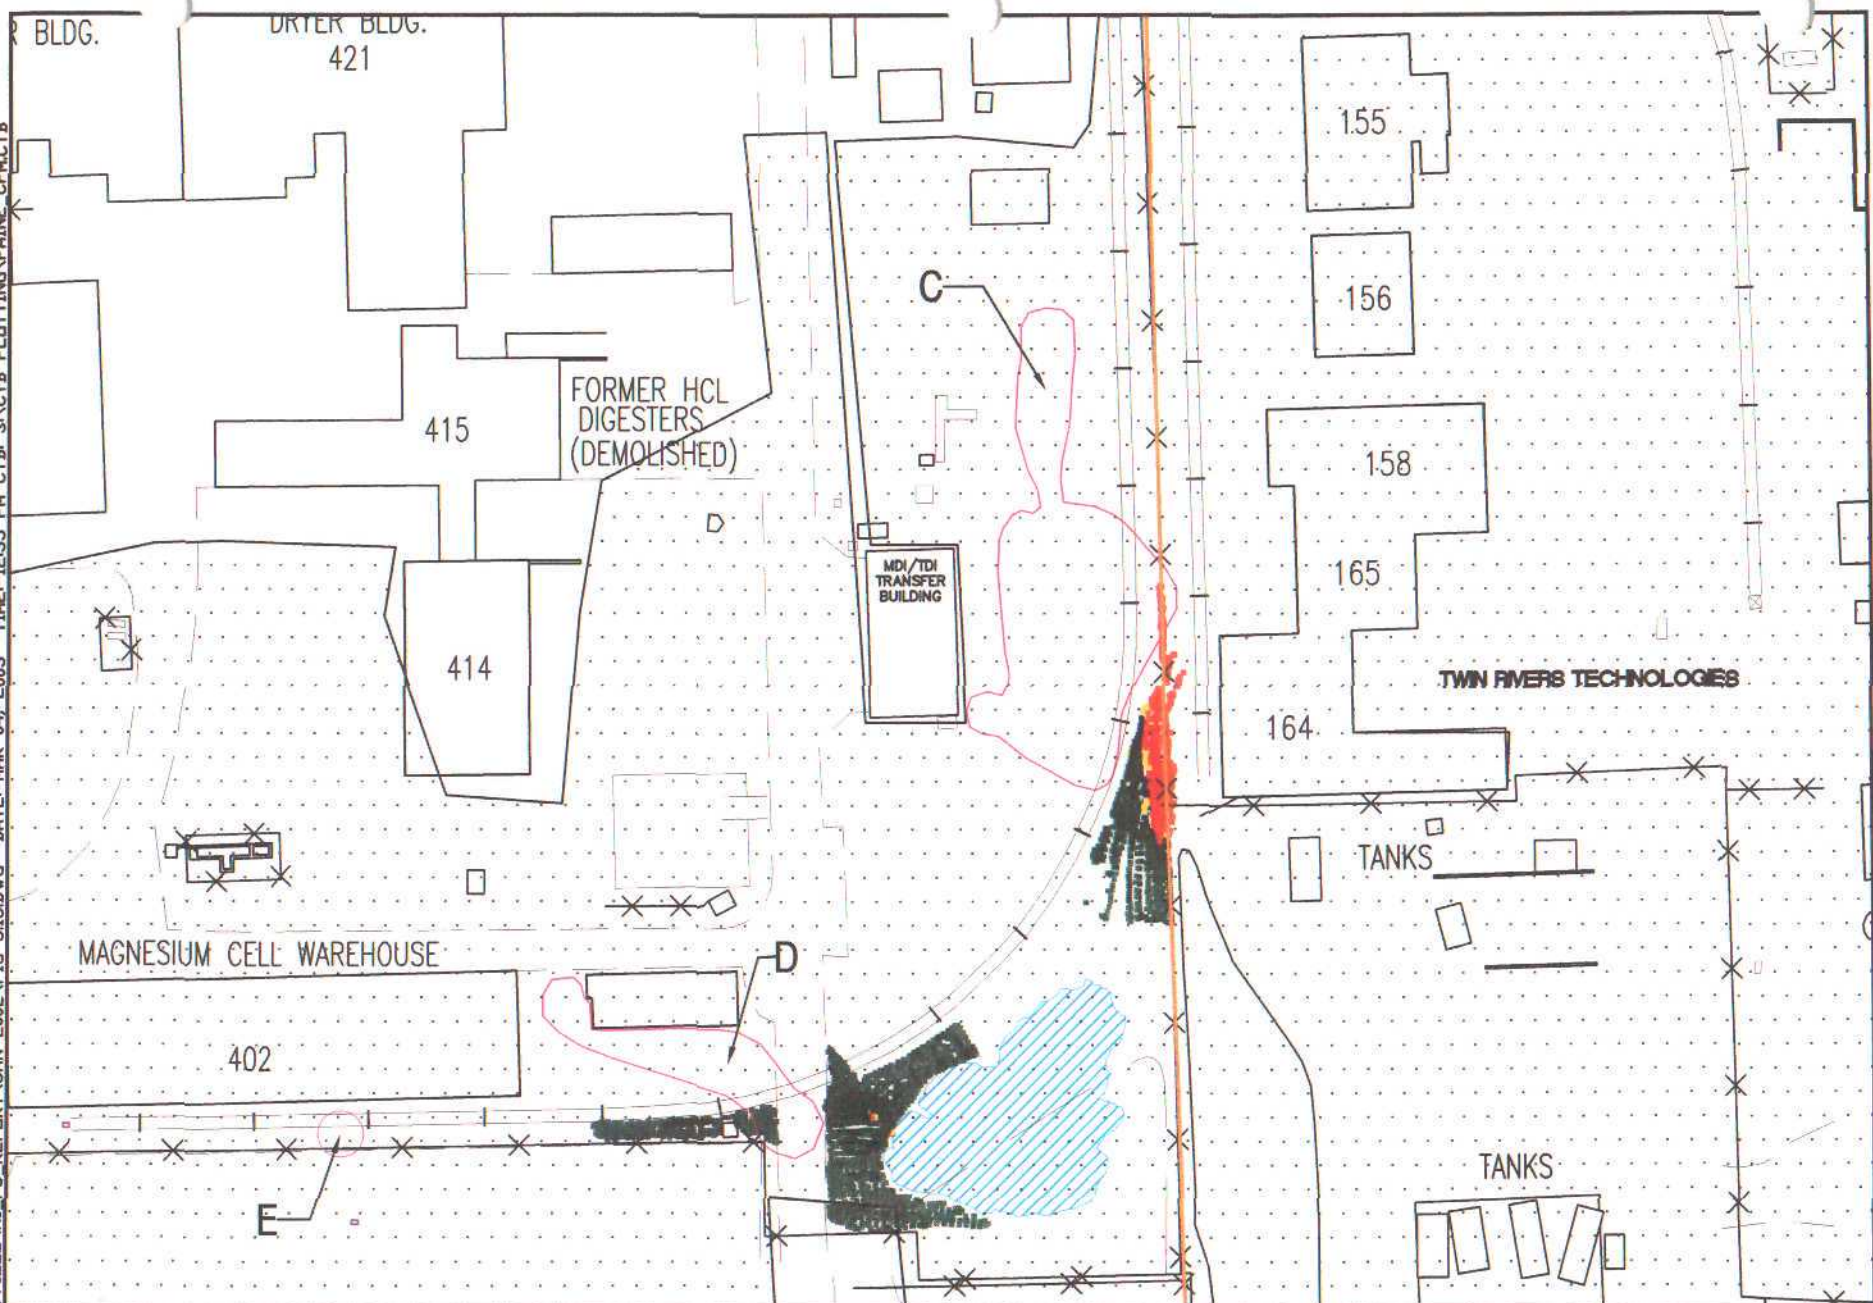 BLDG.
DRYER BLDG.
421
155
C
156
FORMER HCL
DIGESTERS
(DEMOLISHED)
415
158
MDI/TDI
TRANSFER
BUILDING
165
414
TWIN RIVERS TECHNOLOGIES
164
TANKS
MAGNESIUM CELL WAREHOUSE
D
402
TANKS
E